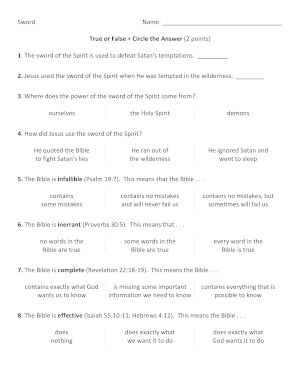 Sword Name: ________________________________
True or False + Circle the Answer (2 points)
1. The sword of the Spirit is used to defeat Satan's temptations. ________
2. Jesus used the sword of the Spirit when He was tempted in the wilderness. ________
3. Where does the power of the sword of the Spirit come from?
ourselves the Holy Spirit demons
4. How did Jesus use the sword of the Spirit?
He quoted the Bible He ran out of He ignored Satan and
to fight Satan's lies the wilderness went to sleep
5. The Bible is infallible (Psalm 19:7). This means that the Bible . . .
contains contains no mistakes contains no mistakes, but
some mistakes and will never fail us sometimes will fail us
6. The Bible is inerrant (Proverbs 30:5). This means that . . .
no words in the some words in the every word in the
Bible are true Bible are true Bible is true
7. The Bible is complete (Revelation 22:18-19). This means the Bible . . .
contains exactly what God is missing some important contains everything that is
wants us to know information we need to know possible to know
8. The Bible is effective (Isaiah 55:10-11; Hebrews 4:12). This means the Bible . . .
does does exactly what does exactly what
nothing we want it to do God wants it to do